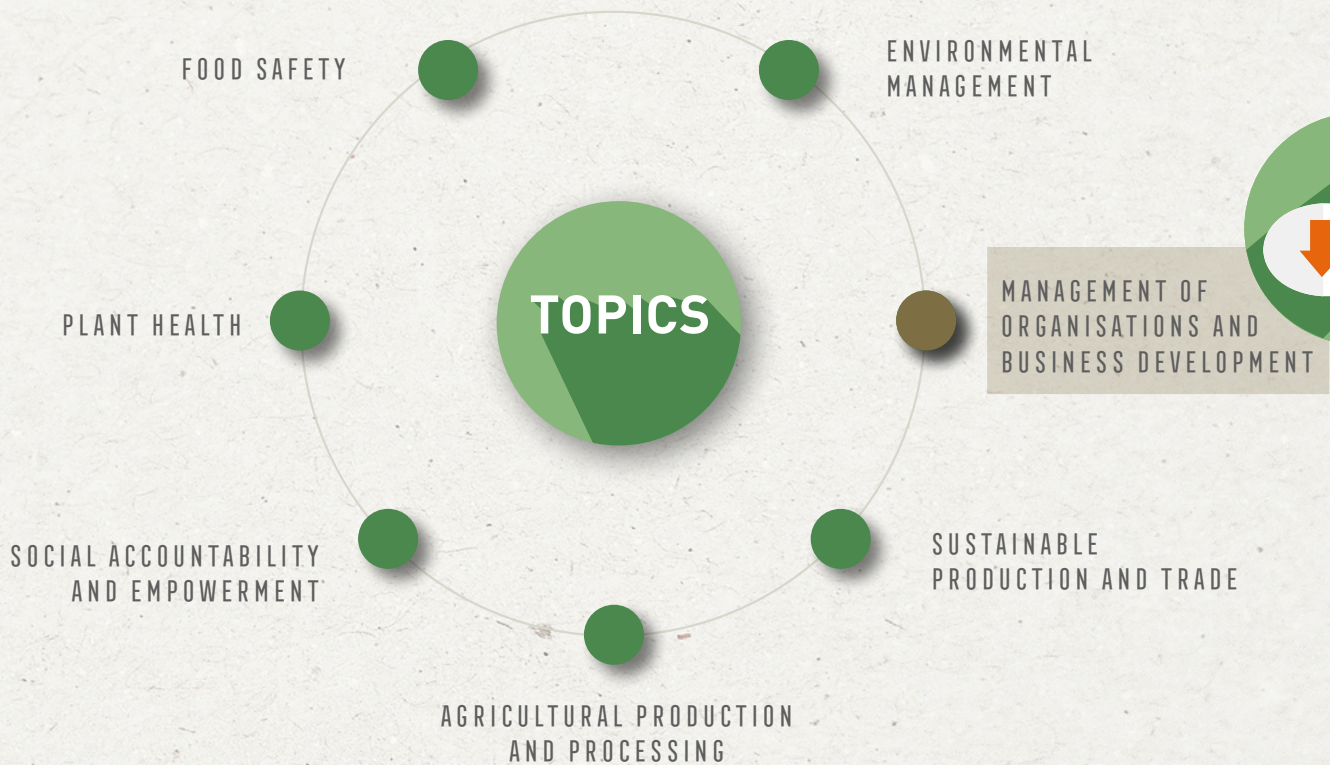 FOOD SAFETY
ENVIRONMENTAL
MANAGEMENT
TOPICS
MANAGEMENT OF
ORGANISATIONS AND
BUSINESS DEVELOPMENT
PLANT HEALTH
SOCIAL ACCOUNTABILITY
AND EMPOWERMENT
SUSTAINABLE
PRODUCTION AND TRADE
AGRICULTURAL PRODUCTION
AND PROCESSING